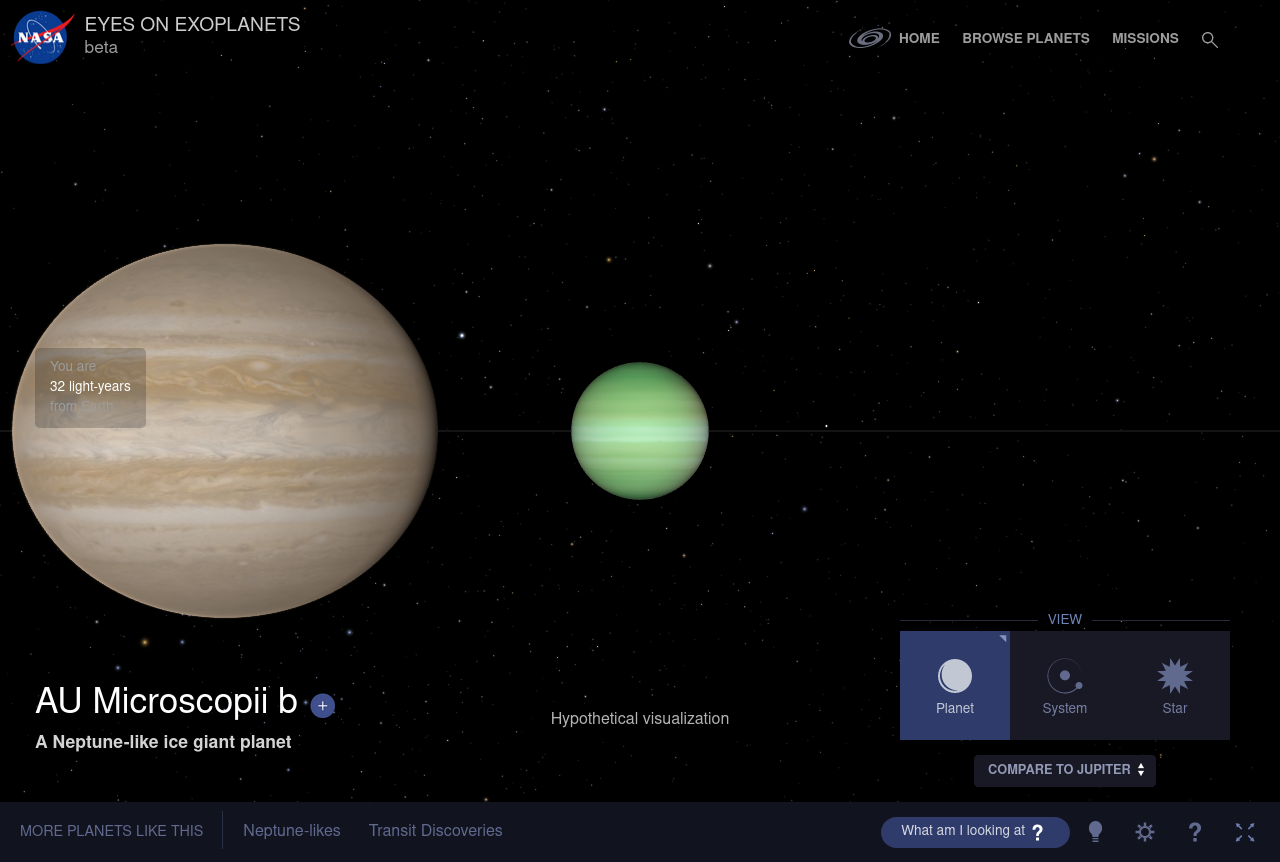 NASA
EYES ON EXOPLANETS
beta
HOME
BROWSE PLANETS
MISSIONS
You are
32 light-years
from Earth
AU Microscopii b
+
A Neptune-like ice giant planet
Hypothetical visualization
VIEW
Planet
System
Star
COMPARE TO JUPITER
MORE PLANETS LIKE THIS
Neptune-likes
Transit Discoveries
What am I looking at ?
?